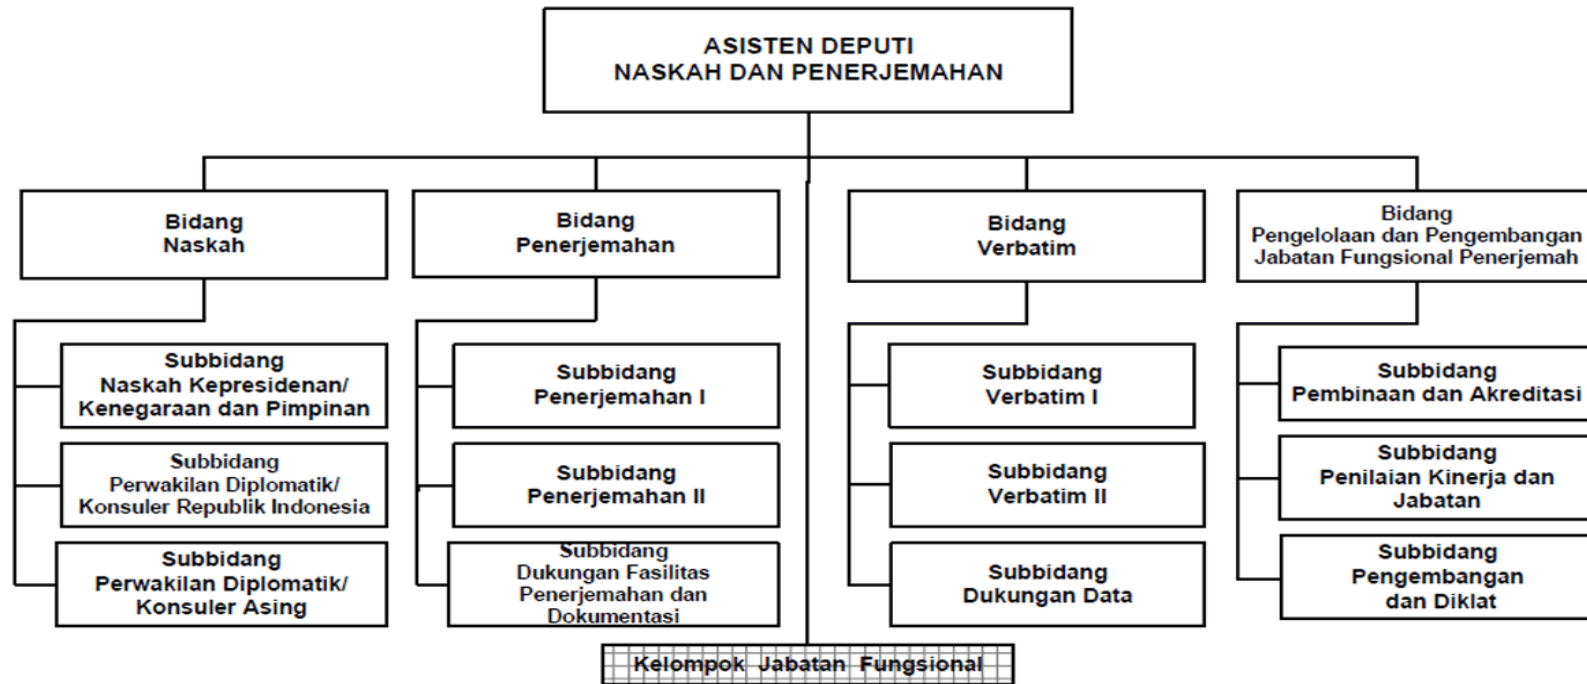 ASISTEN DEPUTI
NASKAH DAN PENERJEMAHAN
Bidang
Naskah
Bidang
Penerjemahan
Bidang
Verbatim
Bidang
Pengelolaan dan Pengembangan
Jabatan Fungsional Penerjemah
Subbidang
Naskah Kepresidenan/
Kenegaraan dan Pimpinan
Subbidang
Perwakilan Diplomatik/
Konsuler Republik Indonesia
Subbidang
Perwakilan Diplomatik/
Konsuler Asing
Subbidang
Penerjemahan I
Subbidang
Penerjemahan II
Subbidang
Dukungan Fasilitas
Penerjemahan dan
Dokumentasi
Subbidang
Verbatim I
Subbidang
Verbatim II
Subbidang
Dukungan Data
Subbidang
Pembinaan dan Akreditasi
Subbidang
Penilaian Kinerja dan
Jabatan
Subbidang
Pengembangan
dan Diklat
Kelompok Jabatan Fungsional